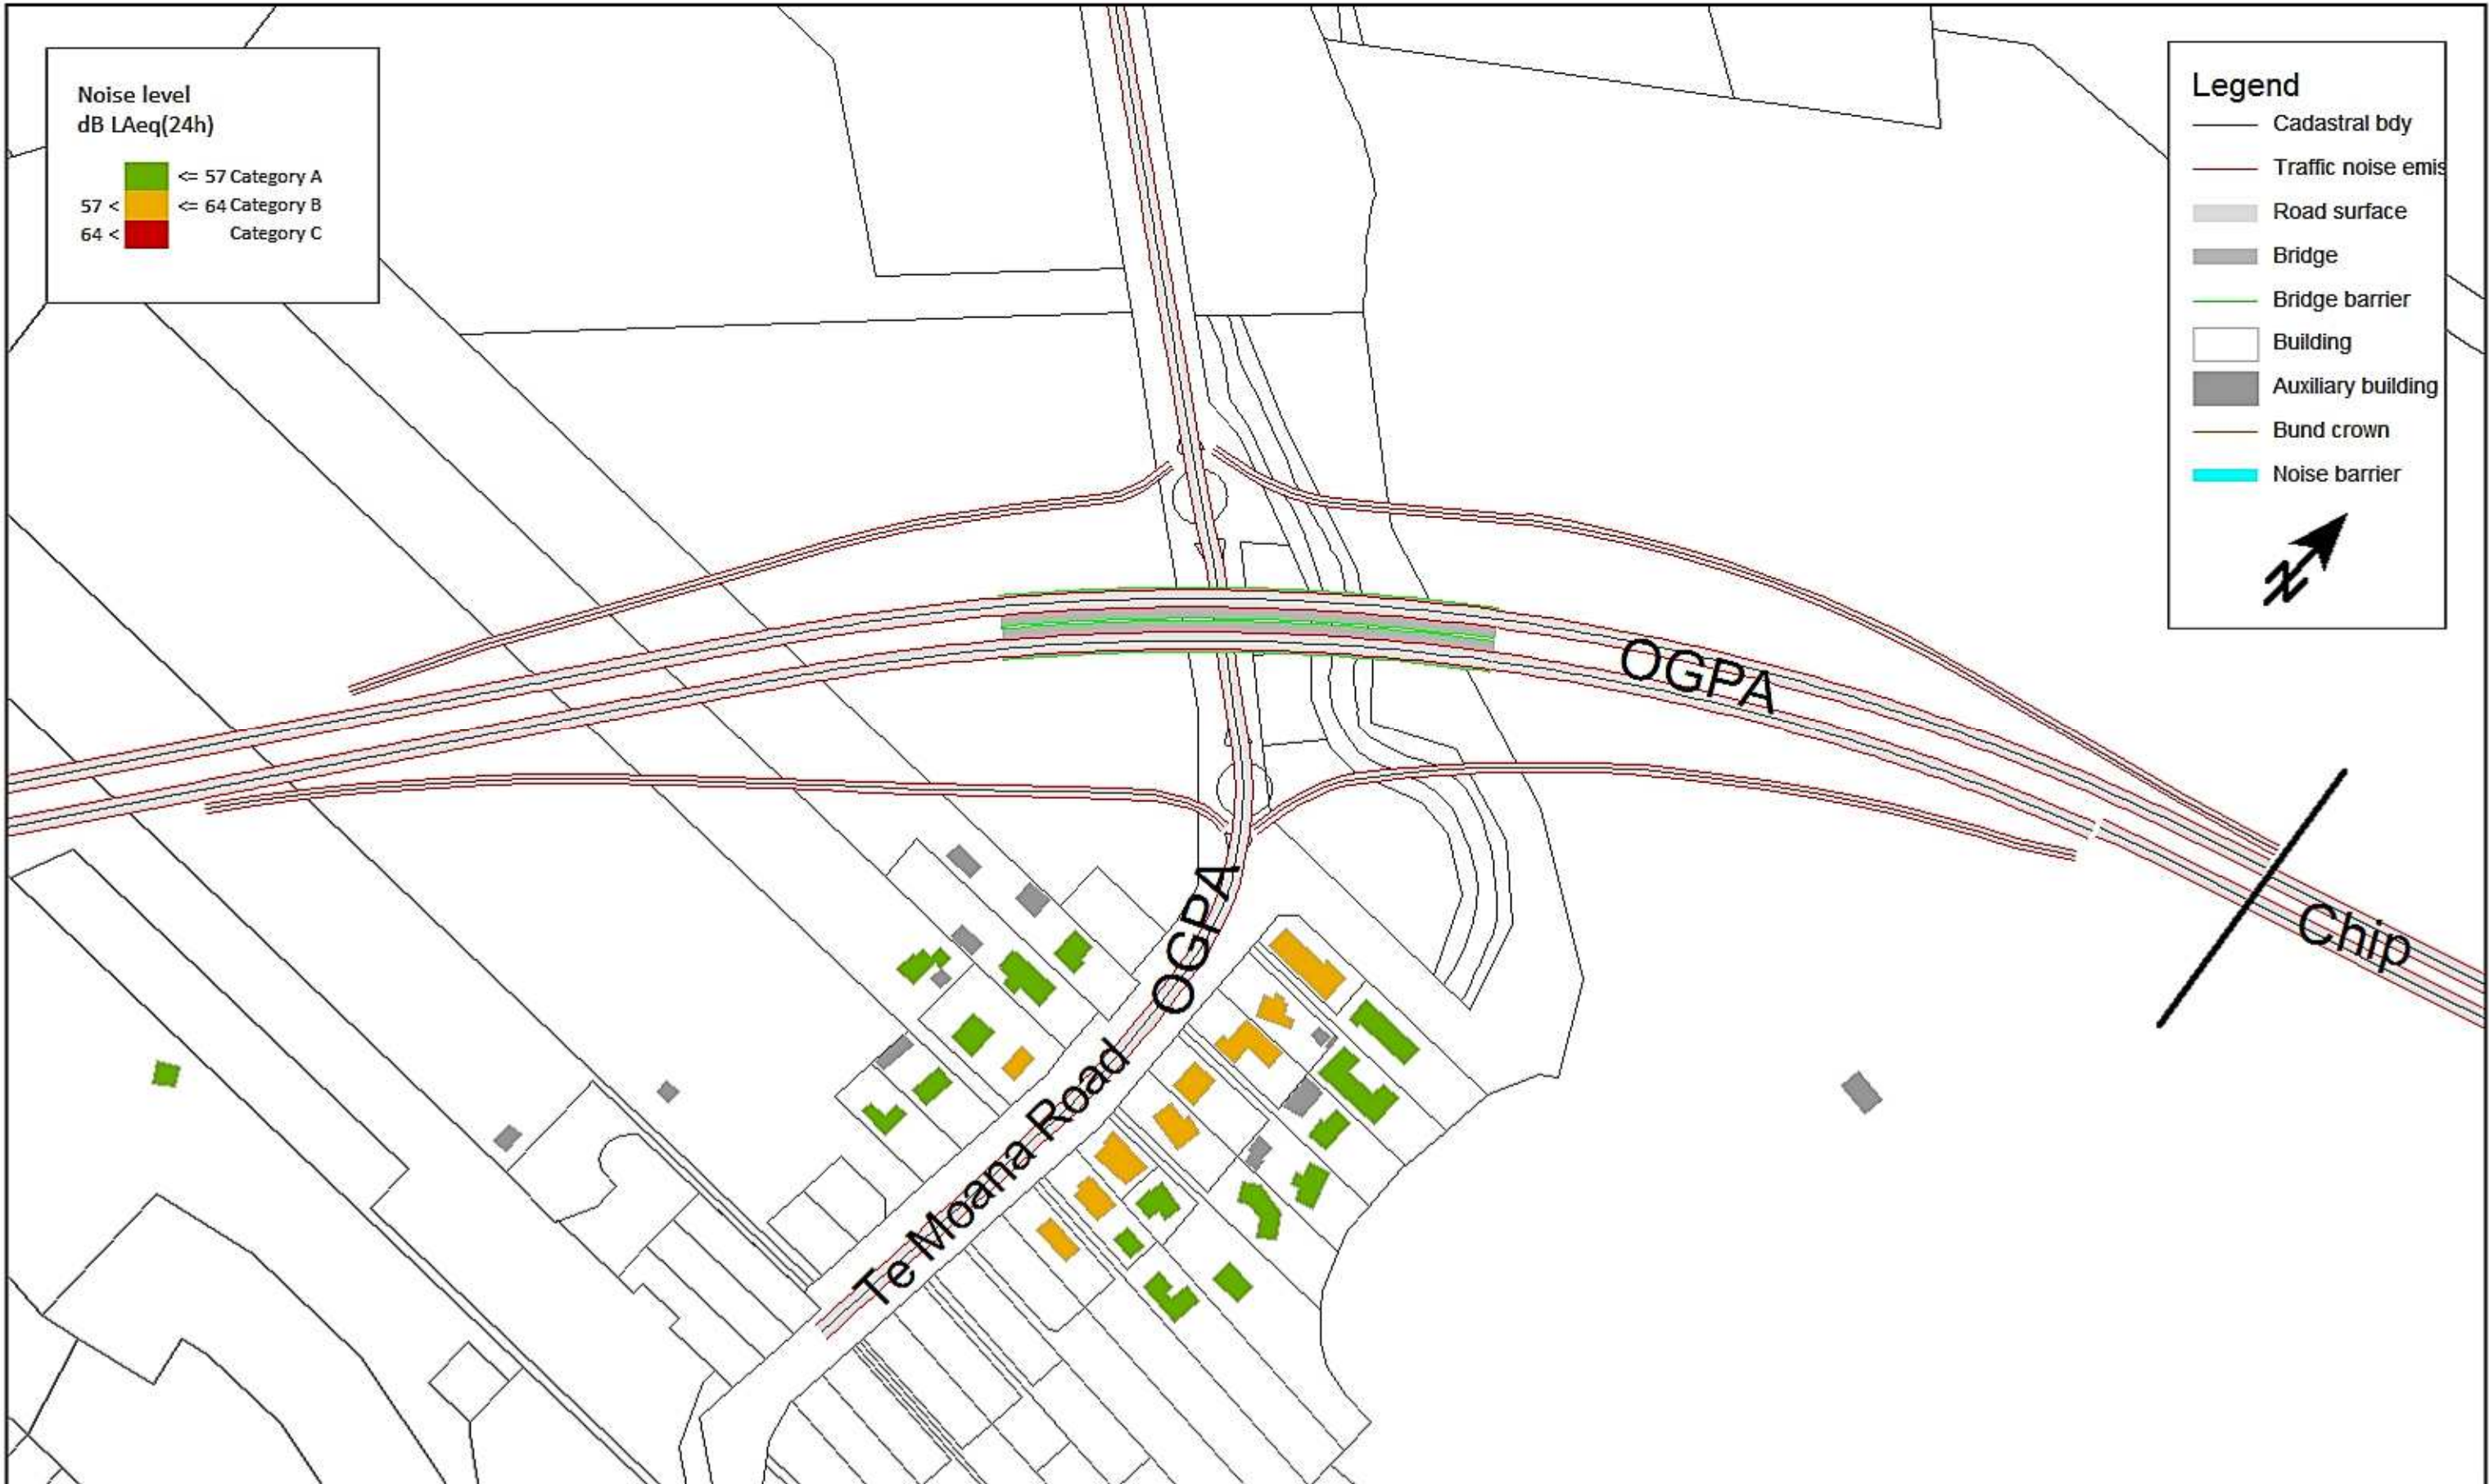 Noise level
dB LAeq(24h)
<= 57 Category A
57 < <= 64 Category B
64 < Category C
Legend
Cadastral bdy
Traffic noise emis
Road surface
Bridge
Bridge barrier
Building
Auxiliary building
Bund crown
Noise barrier
N
OGPA
Chip
OGPA
Te Moana Road